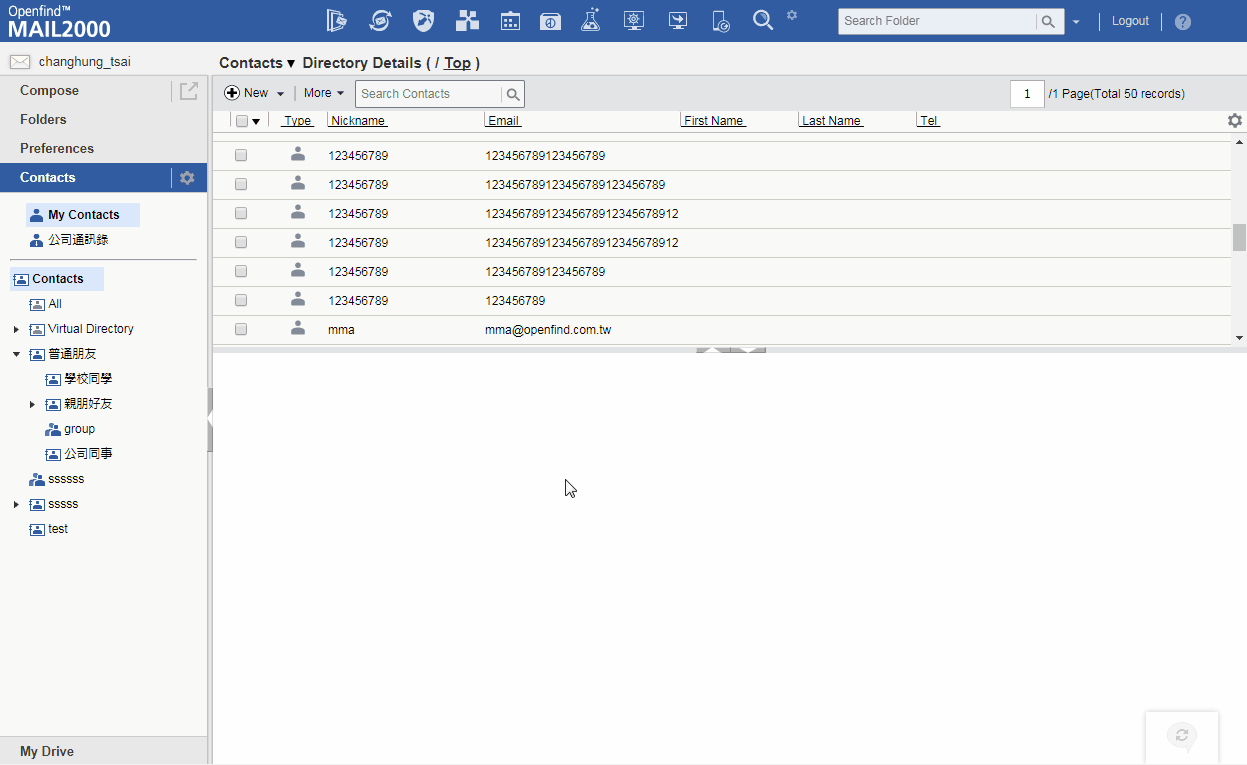 Openfind™
MAIL2000
Search Folder
Logout
?
changhung_tsai
Contacts ▾ Directory Details ( / Top )
Compose
Folders
Preferences
Contacts
My Contacts
公司通訊錄
Contacts
All
Virtual Directory
普通朋友
學校同學
親朋好友
group
公司同事
ssssss
sssss
test
My Drive
New
More
Search Contacts
1 /1 Page(Total 50 records)
Type Nickname Email First Name Last Name Tel
123456789 123456789123456789
123456789 123456789123456789123456789
123456789 12345678912345678912345678912
123456789 12345678912345678912345678912
123456789 123456789123456789
123456789 123456789
mma mma@openfind.com.tw